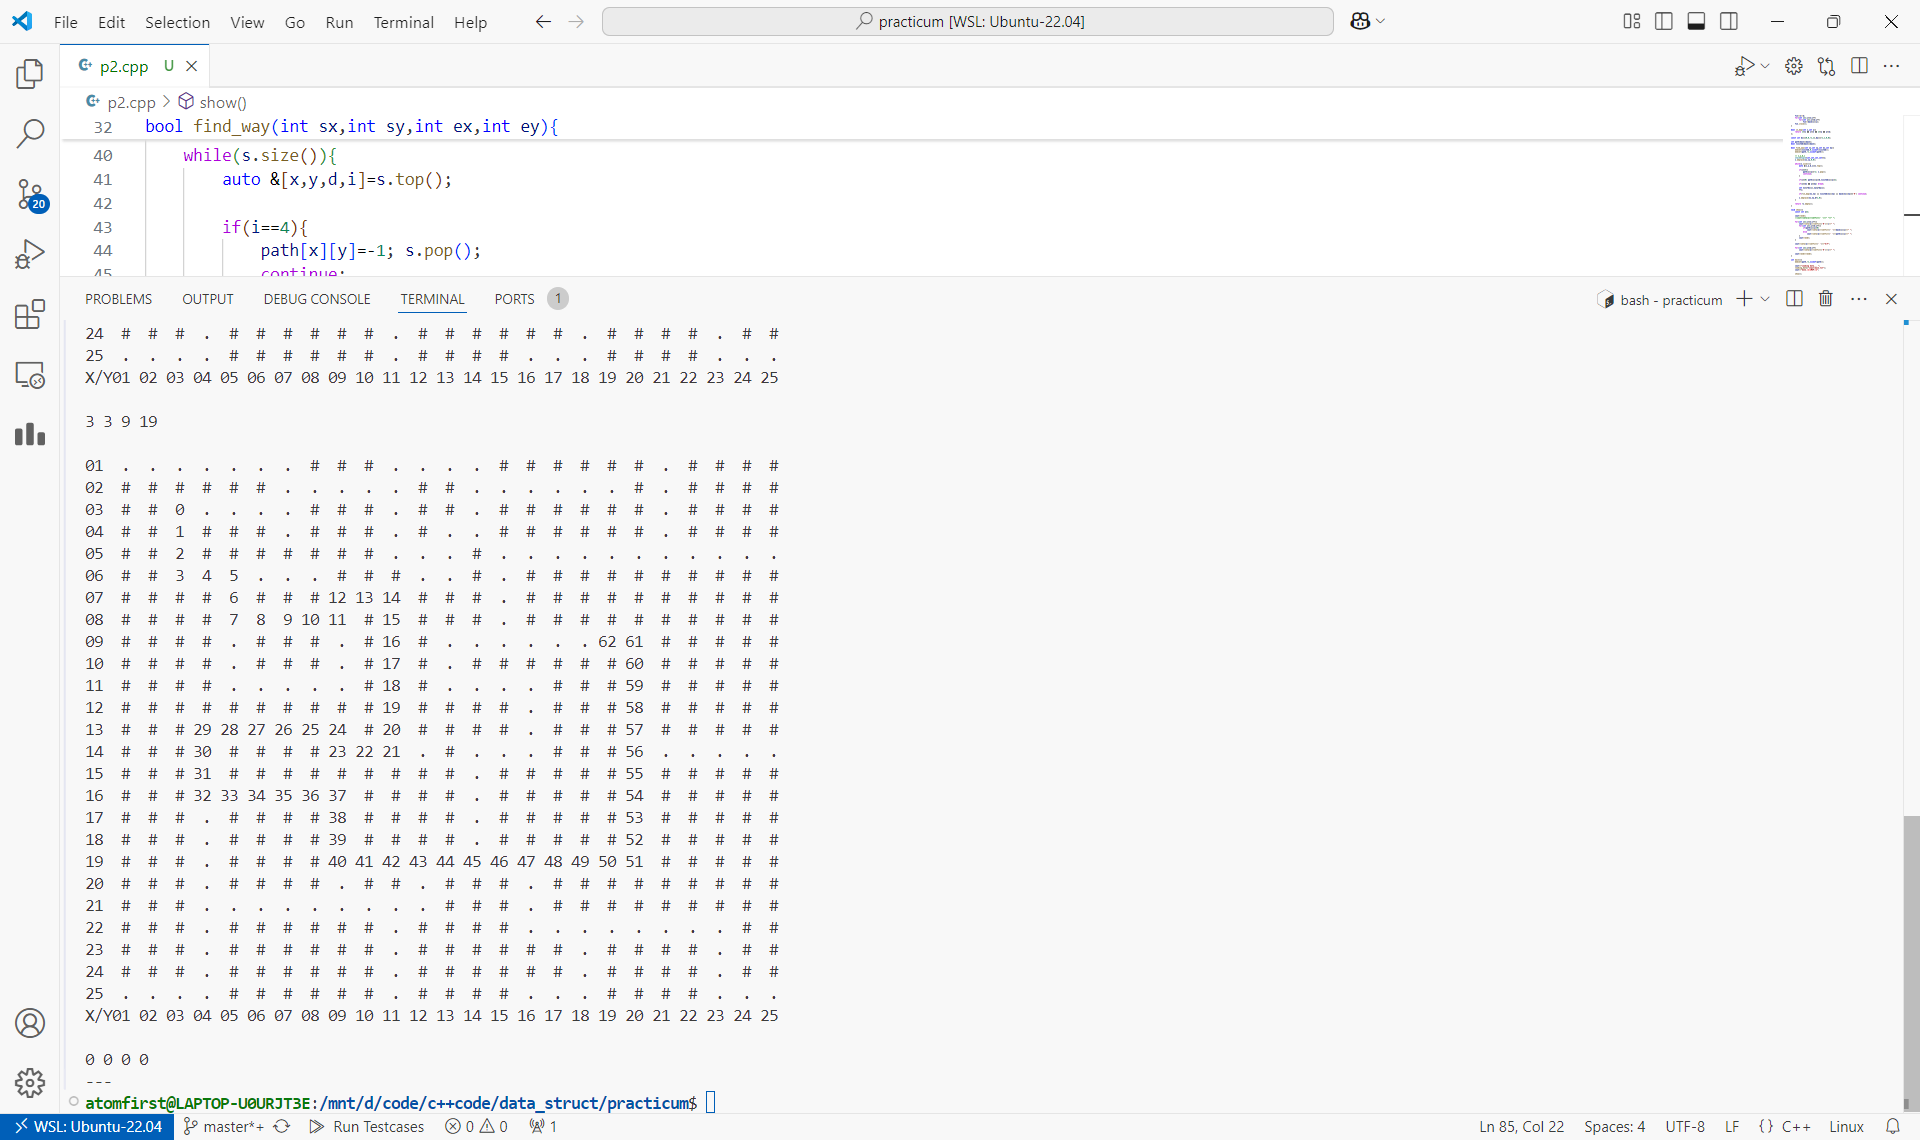 File Edit Selection View Go Run Terminal Help
practicum [WSL: Ubuntu-22.04]
p2.cpp U
p2.cpp > show()
32 bool find_way(int sx,int sy,int ex,int ey){
40 while(s.size()){
41 auto &[x,y,d,i]=s.top();
42
43 if(i==4){
44 path[x][y]=-1; s.pop();
45 continue;
20
PROBLEMS OUTPUT DEBUG CONSOLE TERMINAL PORTS 1
bash - practicum
24 # # # . # # # # # # . # # # # # # . # # # # . # #
25 . . . . # # # # # # . # # # # . . . # # # # . . .
X/Y01 02 03 04 05 06 07 08 09 10 11 12 13 14 15 16 17 18 19 20 21 22 23 24 25
3 3 9 19
01 . . . . . . . # # # . . . . # # # # # # . # # # #
02 # # # # # # . . . . . # # . . . . . . # . # # # #
03 # # 0 . . . . # # # . # # . # # # # # # . # # # #
04 # # 1 # # # . # # # . # . . # # # # # # . # # # #
05 # # 2 # # # # # # # . . . # . . . . . . . . . . .
06 # # 3 4 5 . . . # # # . . # . # # # # # # # # # #
07 # # # # 6 # # # 12 13 14 # # # . # # # # # # # # # #
08 # # # # 7 8 9 10 11 # 15 # # # . # # # # # # # # # #
09 # # # # . # # # . # 16 # . . . . . . 62 61 # # # # #
10 # # # # . # # # . # 17 # . # # # # # # 60 # # # # #
11 # # # # . . . . . # 18 # . . . . # # # 59 # # # # #
12 # # # # # # # # # # 19 # # # # . # # # 58 # # # # #
13 # # # 29 28 27 26 25 24 # 20 # # # # . # # # 57 # # # # #
14 # # # 30 # # # # 23 22 21 . # . . . # # # 56 . . . . .
15 # # # 31 # # # # # # # # # . # # # # # 55 # # # # #
16 # # # 32 33 34 35 36 37 # # # # . # # # # # 54 # # # # #
17 # # # . # # # # 38 # # # # . # # # # # 53 # # # # #
18 # # # . # # # # 39 # # # # . # # # # # 52 # # # # #
19 # # # . # # # # 40 41 42 43 44 45 46 47 48 49 50 51 # # # # #
20 # # # . # # # # . # # . # # # . # # # # # # # # #
21 # # # . . . . . . . . . # # # . # # # # # # # # #
22 # # # . # # # # # # . # # # # . . . . . . . . # #
23 # # # . # # # # # # . # # # # # # . # # # # . # #
24 # # # . # # # # # # . # # # # # # . # # # # . # #
25 . . . . # # # # # # . # # # # . . . # # # # . . .
X/Y01 02 03 04 05 06 07 08 09 10 11 12 13 14 15 16 17 18 19 20 21 22 23 24 25
0 0 0 0
---
atomfirst@LAPTOP-U0URJT3E:/mnt/d/code/c++code/data_struct/practicum$
WSL: Ubuntu-22.04 master*+ Run Testcases 0 0 1 Ln 85, Col 22 Spaces: 4 UTF-8 LF {} C++ Linux